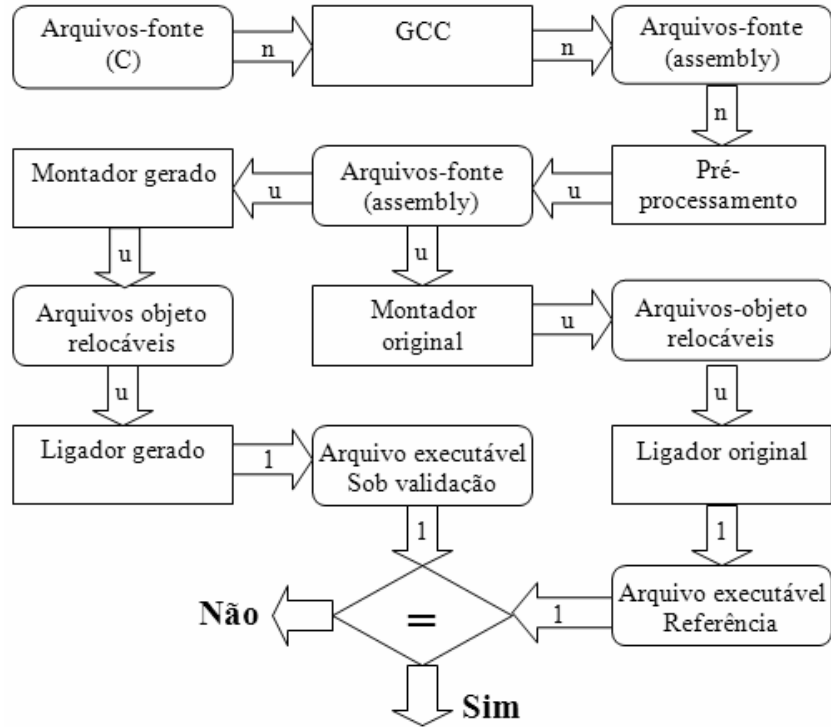 Arquivos-fonte
(C)
n
GCC
n
Arquivos-fonte
(assembly)
n
Montador gerado
u
Arquivos-fonte
(assembly)
u
Pré-
processamento
u
u
Arquivos objeto
relocáveis
Montador
original
u
Arquivos-objeto
relocáveis
u
u
Ligador gerado
1
Arquivo executável
Sob validação
Ligador original
1
1
Não
=
1
Arquivo executável
Referência
Sim